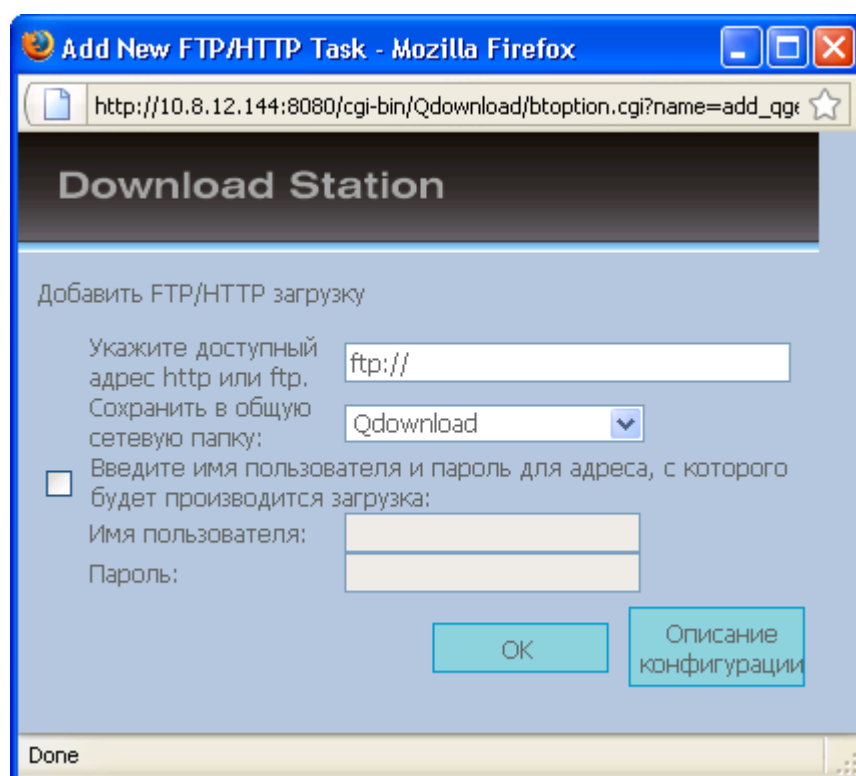 Add New FTP/HTTP Task - Mozilla Firefox
http://10.8.12.144:8080/cgi-bin/Qdownload/btoption.cgi?name=add_qge
Download Station
Добавить FTP/HTTP загрузку
Укажите доступный
адрес http или ftp.
ftp://
Сохранить в общую
сетевую папку:
Qdownload
Введите имя пользователя и пароль для адреса, с которого
будет производится загрузка:
Имя пользователя:
Пароль:
OK
Описание
конфигурации
Done